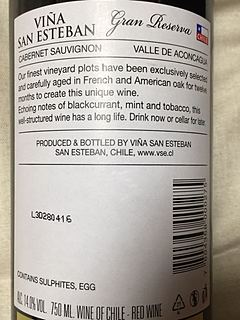 VIÑA
SAN ESTEBAN
Gran Reserva
CABERNET SAUVIGNON
VALLE DE ACONCAGUA
Our finest vineyard plots have been exclusively selected
and carefully aged in French and American oak for twelve
months to create this unique wine.
Echoing notes of blackcurrant, mint and tobacco, this
well-structured wine has a long life. Drink now or cellar for later.
PRODUCED & BOTTLED BY VIÑA SAN ESTEBAN
SAN ESTEBAN, CHILE, www.vse.cl
L30280416
CONTAINS SULPHITES, EGG
ALC. 14.0% VOL. 750 ML. WINE OF CHILE - RED WINE